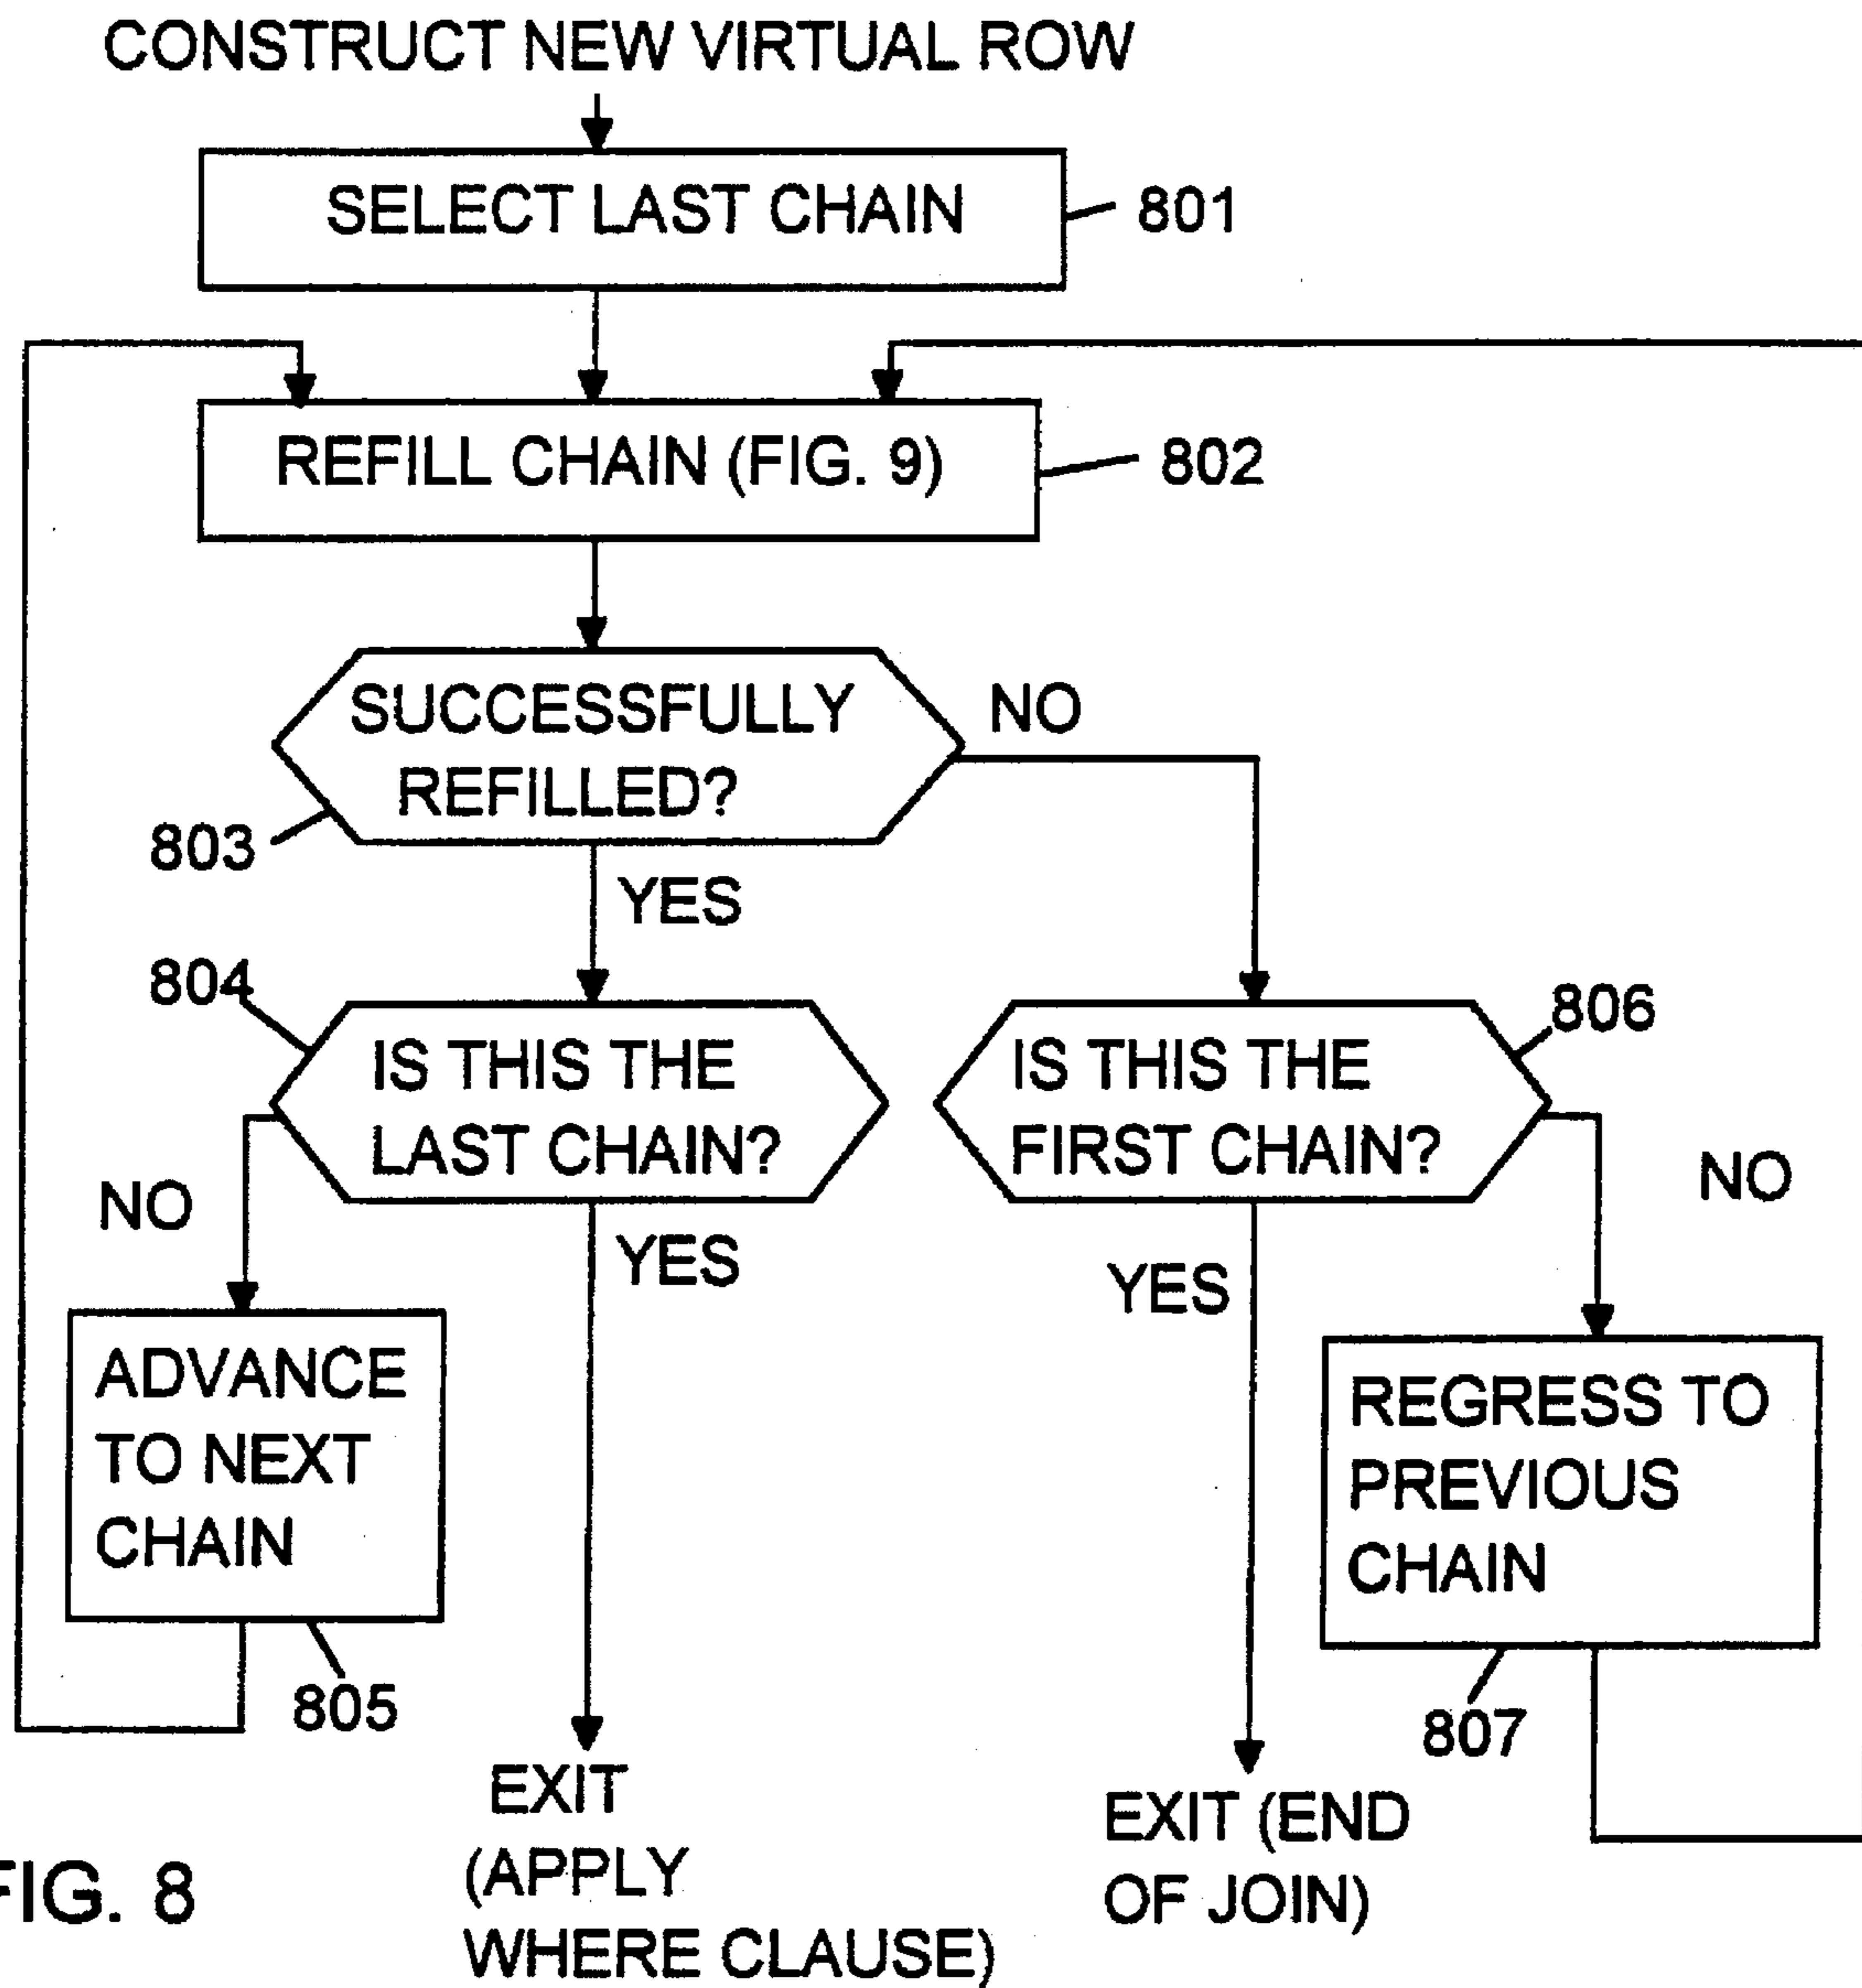 CONSTRUCT NEW VIRTUAL ROW
SELECT LAST CHAIN
801
REFILL CHAIN (FIG. 9)
802
SUCCESSFULLY
REFILLED?
NO
803
YES
804
IS THIS THE
LAST CHAIN?
806
IS THIS THE
FIRST CHAIN?
NO
YES
YES
NO
ADVANCE
TO NEXT
CHAIN
805
REGRESS TO
PREVIOUS
CHAIN
807
EXIT
(APPLY
WHERE CLAUSE)
EXIT (END
OF JOIN)
FIG. 8